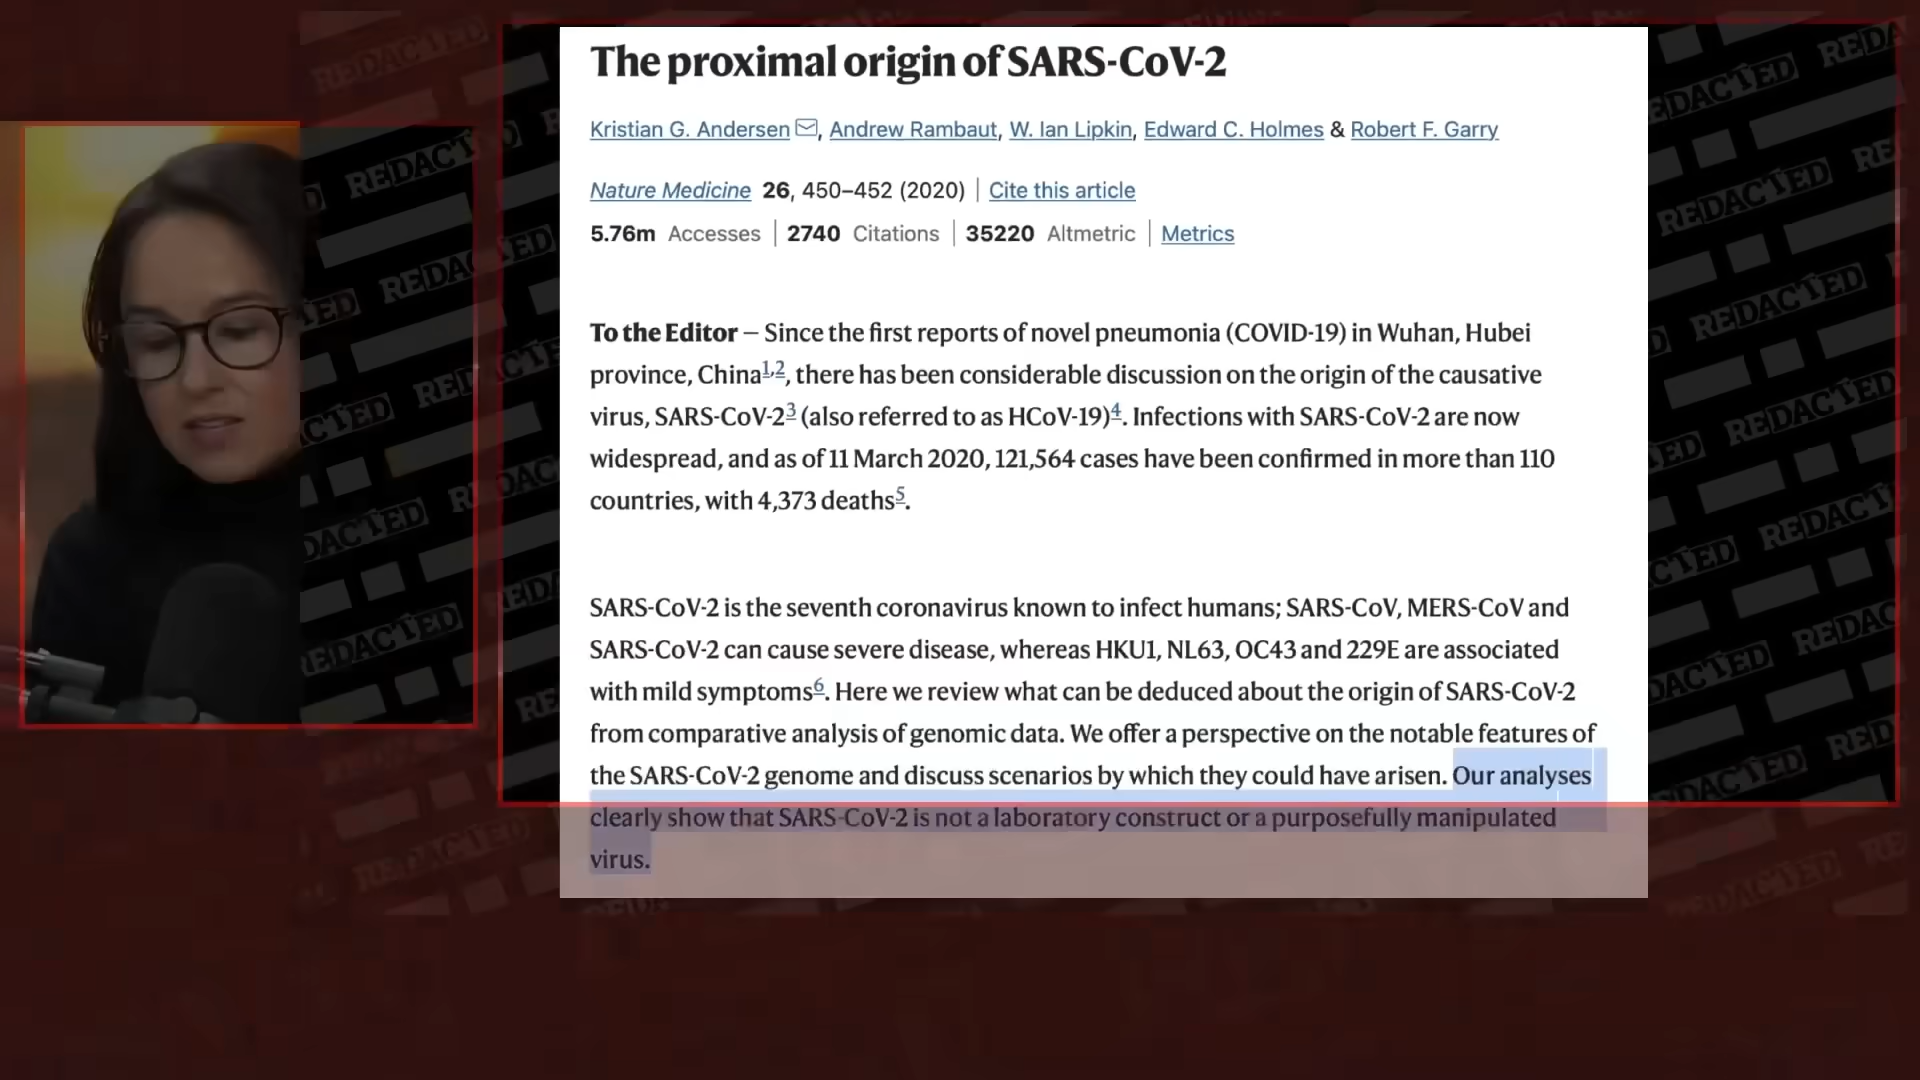 The proximal origin of SARS-CoV-2
Kristian G. Andersen, Andrew Rambaut, W. Ian Lipkin, Edward C. Holmes & Robert F. Garry
Nature Medicine 26, 450–452 (2020) | Cite this article
5.76m Accesses | 2740 Citations | 35220 Altmetric | Metrics
To the Editor — Since the first reports of novel pneumonia (COVID-19) in Wuhan, Hubei
province, China1,2, there has been considerable discussion on the origin of the causative
virus, SARS-CoV-23 (also referred to as HCoV-19)4. Infections with SARS-CoV-2 are now
widespread, and as of 11 March 2020, 121,564 cases have been confirmed in more than 110
countries, with 4,373 deaths5.
SARS-CoV-2 is the seventh coronavirus known to infect humans; SARS-CoV, MERS-CoV and
SARS-CoV-2 can cause severe disease, whereas HKU1, NL63, OC43 and 229E are associated
with mild symptoms6. Here we review what can be deduced about the origin of SARS-CoV-2
from comparative analysis of genomic data. We offer a perspective on the notable features of
the SARS-CoV-2 genome and discuss scenarios by which they could have arisen. Our analyses
clearly show that SARS-CoV-2 is not a laboratory construct or a purposefully manipulated
virus.
REDACTED
REDACTED
REDACTED
REDACTED
REDACTED
REDACTED
REDACTED
REDACTED